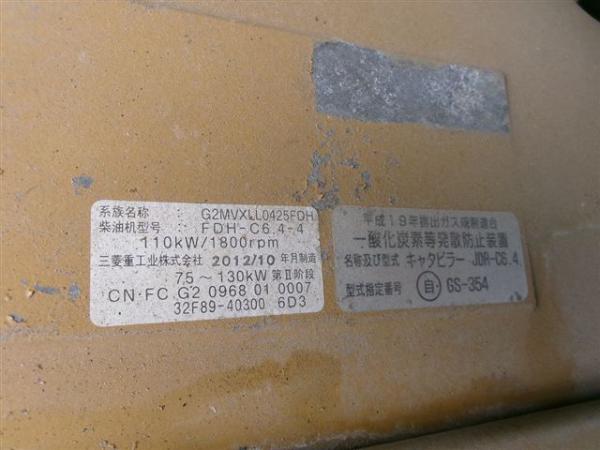 系族名称 : G2MVXLL0425FDH
柴油机型号 : FDH-C6.4-4
110kW/1800rpm
三菱重工业株式会社 2012/10 年月制造
75～130kW 第Ⅱ阶段
CN・FC G2 0968 01 0007
32F89-40300 6D3
平成19年排出ガス規制適合
一酸化炭素等発散防止装置
名称及び型式 キャタピラー JDR-C6.4
型式指定番号 自 GS-354